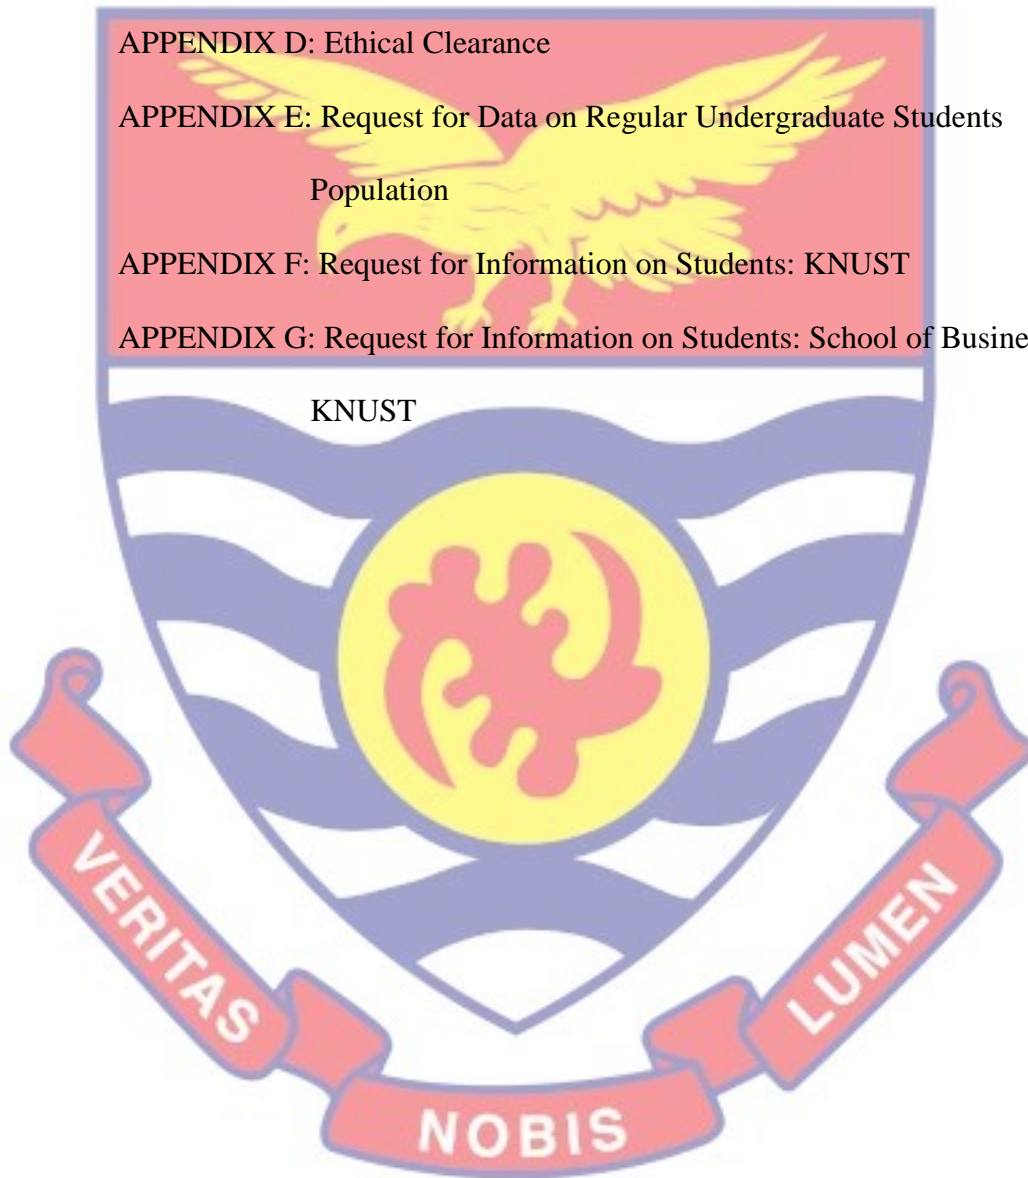 APPENDIX D: Ethical Clearance
APPENDIX E: Request for Data on Regular Undergraduate Students
Population
APPENDIX F: Request for Information on Students: KNUST
APPENDIX G: Request for Information on Students: School of Busine
KNUST
VERITAS
NOBIS
LUMEN